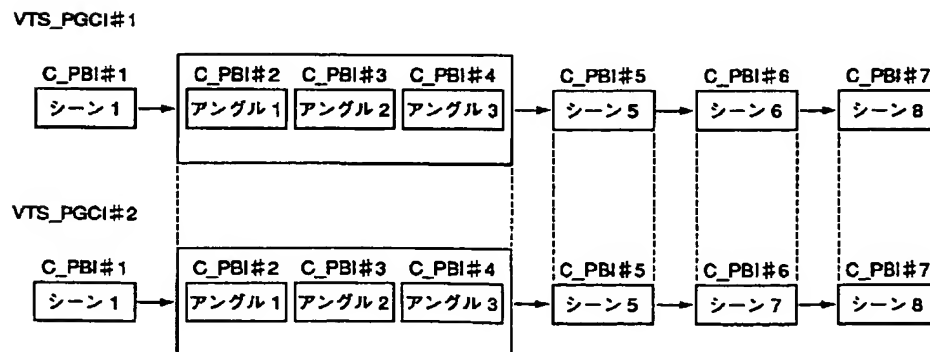 VTS_PGCI#1
C_PBI#1 C_PBI#2 C_PBI#3 C_PBI#4 C_PBI#5 C_PBI#6 C_PBI#7
シーン 1 アングル 1 アングル 2 アングル 3 シーン 5 シーン 6 シーン 8
VTS_PGCI#2
C_PBI#1 C_PBI#2 C_PBI#3 C_PBI#4 C_PBI#5 C_PBI#6 C_PBI#7
シーン 1 アングル 1 アングル 2 アングル 3 シーン 5 シーン 7 シーン 8